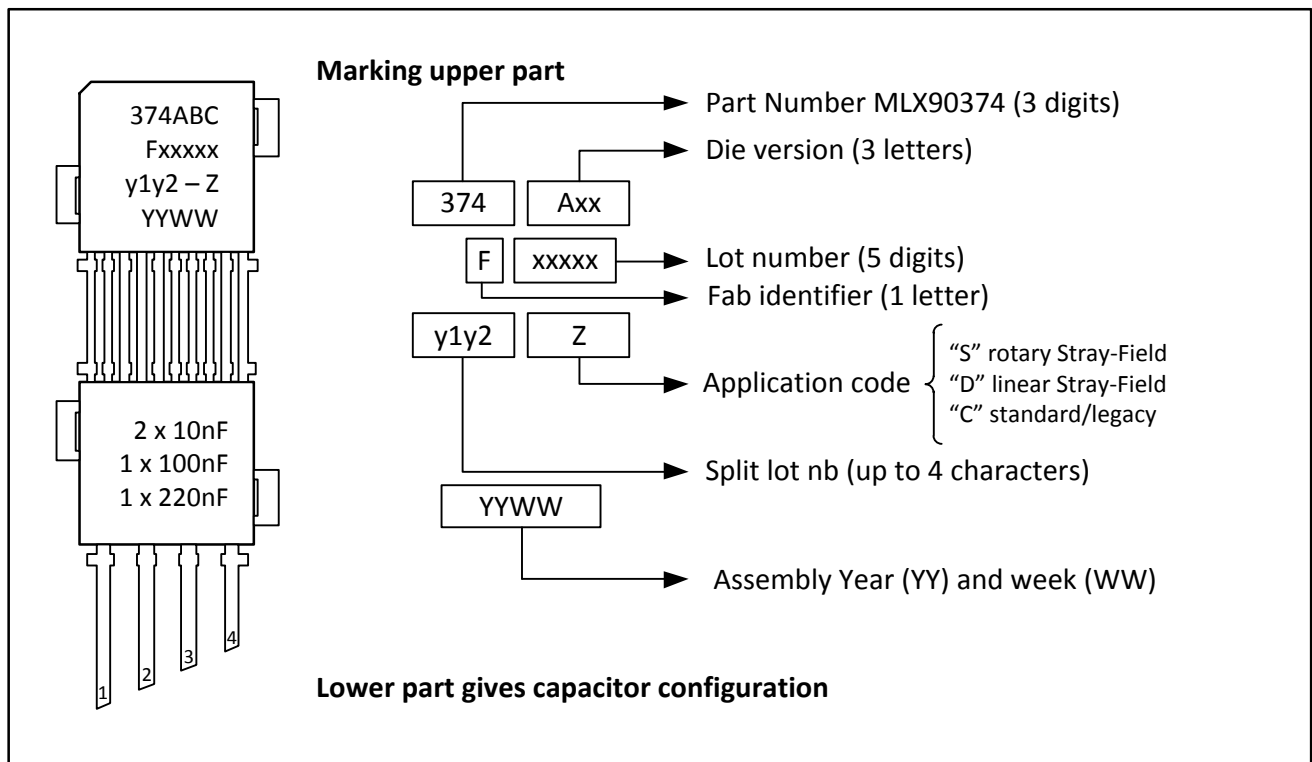 374ABC
Fxxxxx
y1y2 – Z
YYWW
2 x 10nF
1 x 100nF
1 x 220nF
1
2
3
4
Marking upper part
Part Number MLX90374 (3 digits)
Die version (3 letters)
374 Axx
F xxxxx
Lot number (5 digits)
Fab identifier (1 letter)
y1y2 Z
Application code
“S” rotary Stray-Field
“D” linear Stray-Field
“C” standard/legacy
Split lot nb (up to 4 characters)
YYWW
Assembly Year (YY) and week (WW)
Lower part gives capacitor configuration